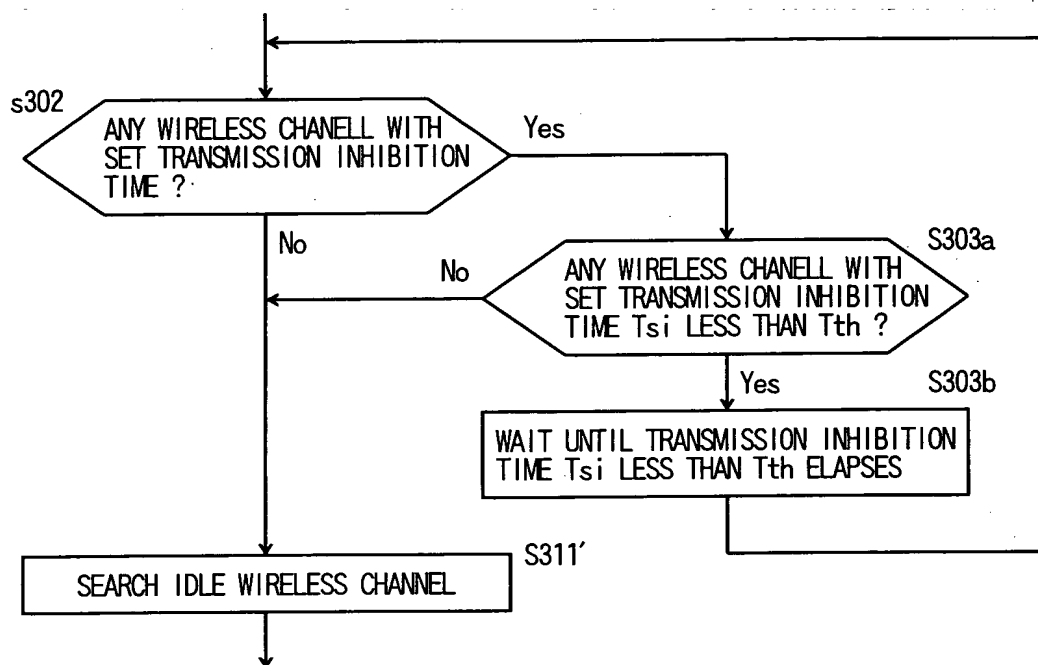 s302
ANY WIRELESS CHANELL WITH
SET TRANSMISSION INHIBITION
TIME ?
Yes
No
S303a
No
ANY WIRELESS CHANELL WITH
SET TRANSMISSION INHIBITION
TIME Tsi LESS THAN Tth ?
Yes
S303b
WAIT UNTIL TRANSMISSION INHIBITION
TIME Tsi LESS THAN Tth ELAPSES
S311′
SEARCH IDLE WIRELESS CHANNEL